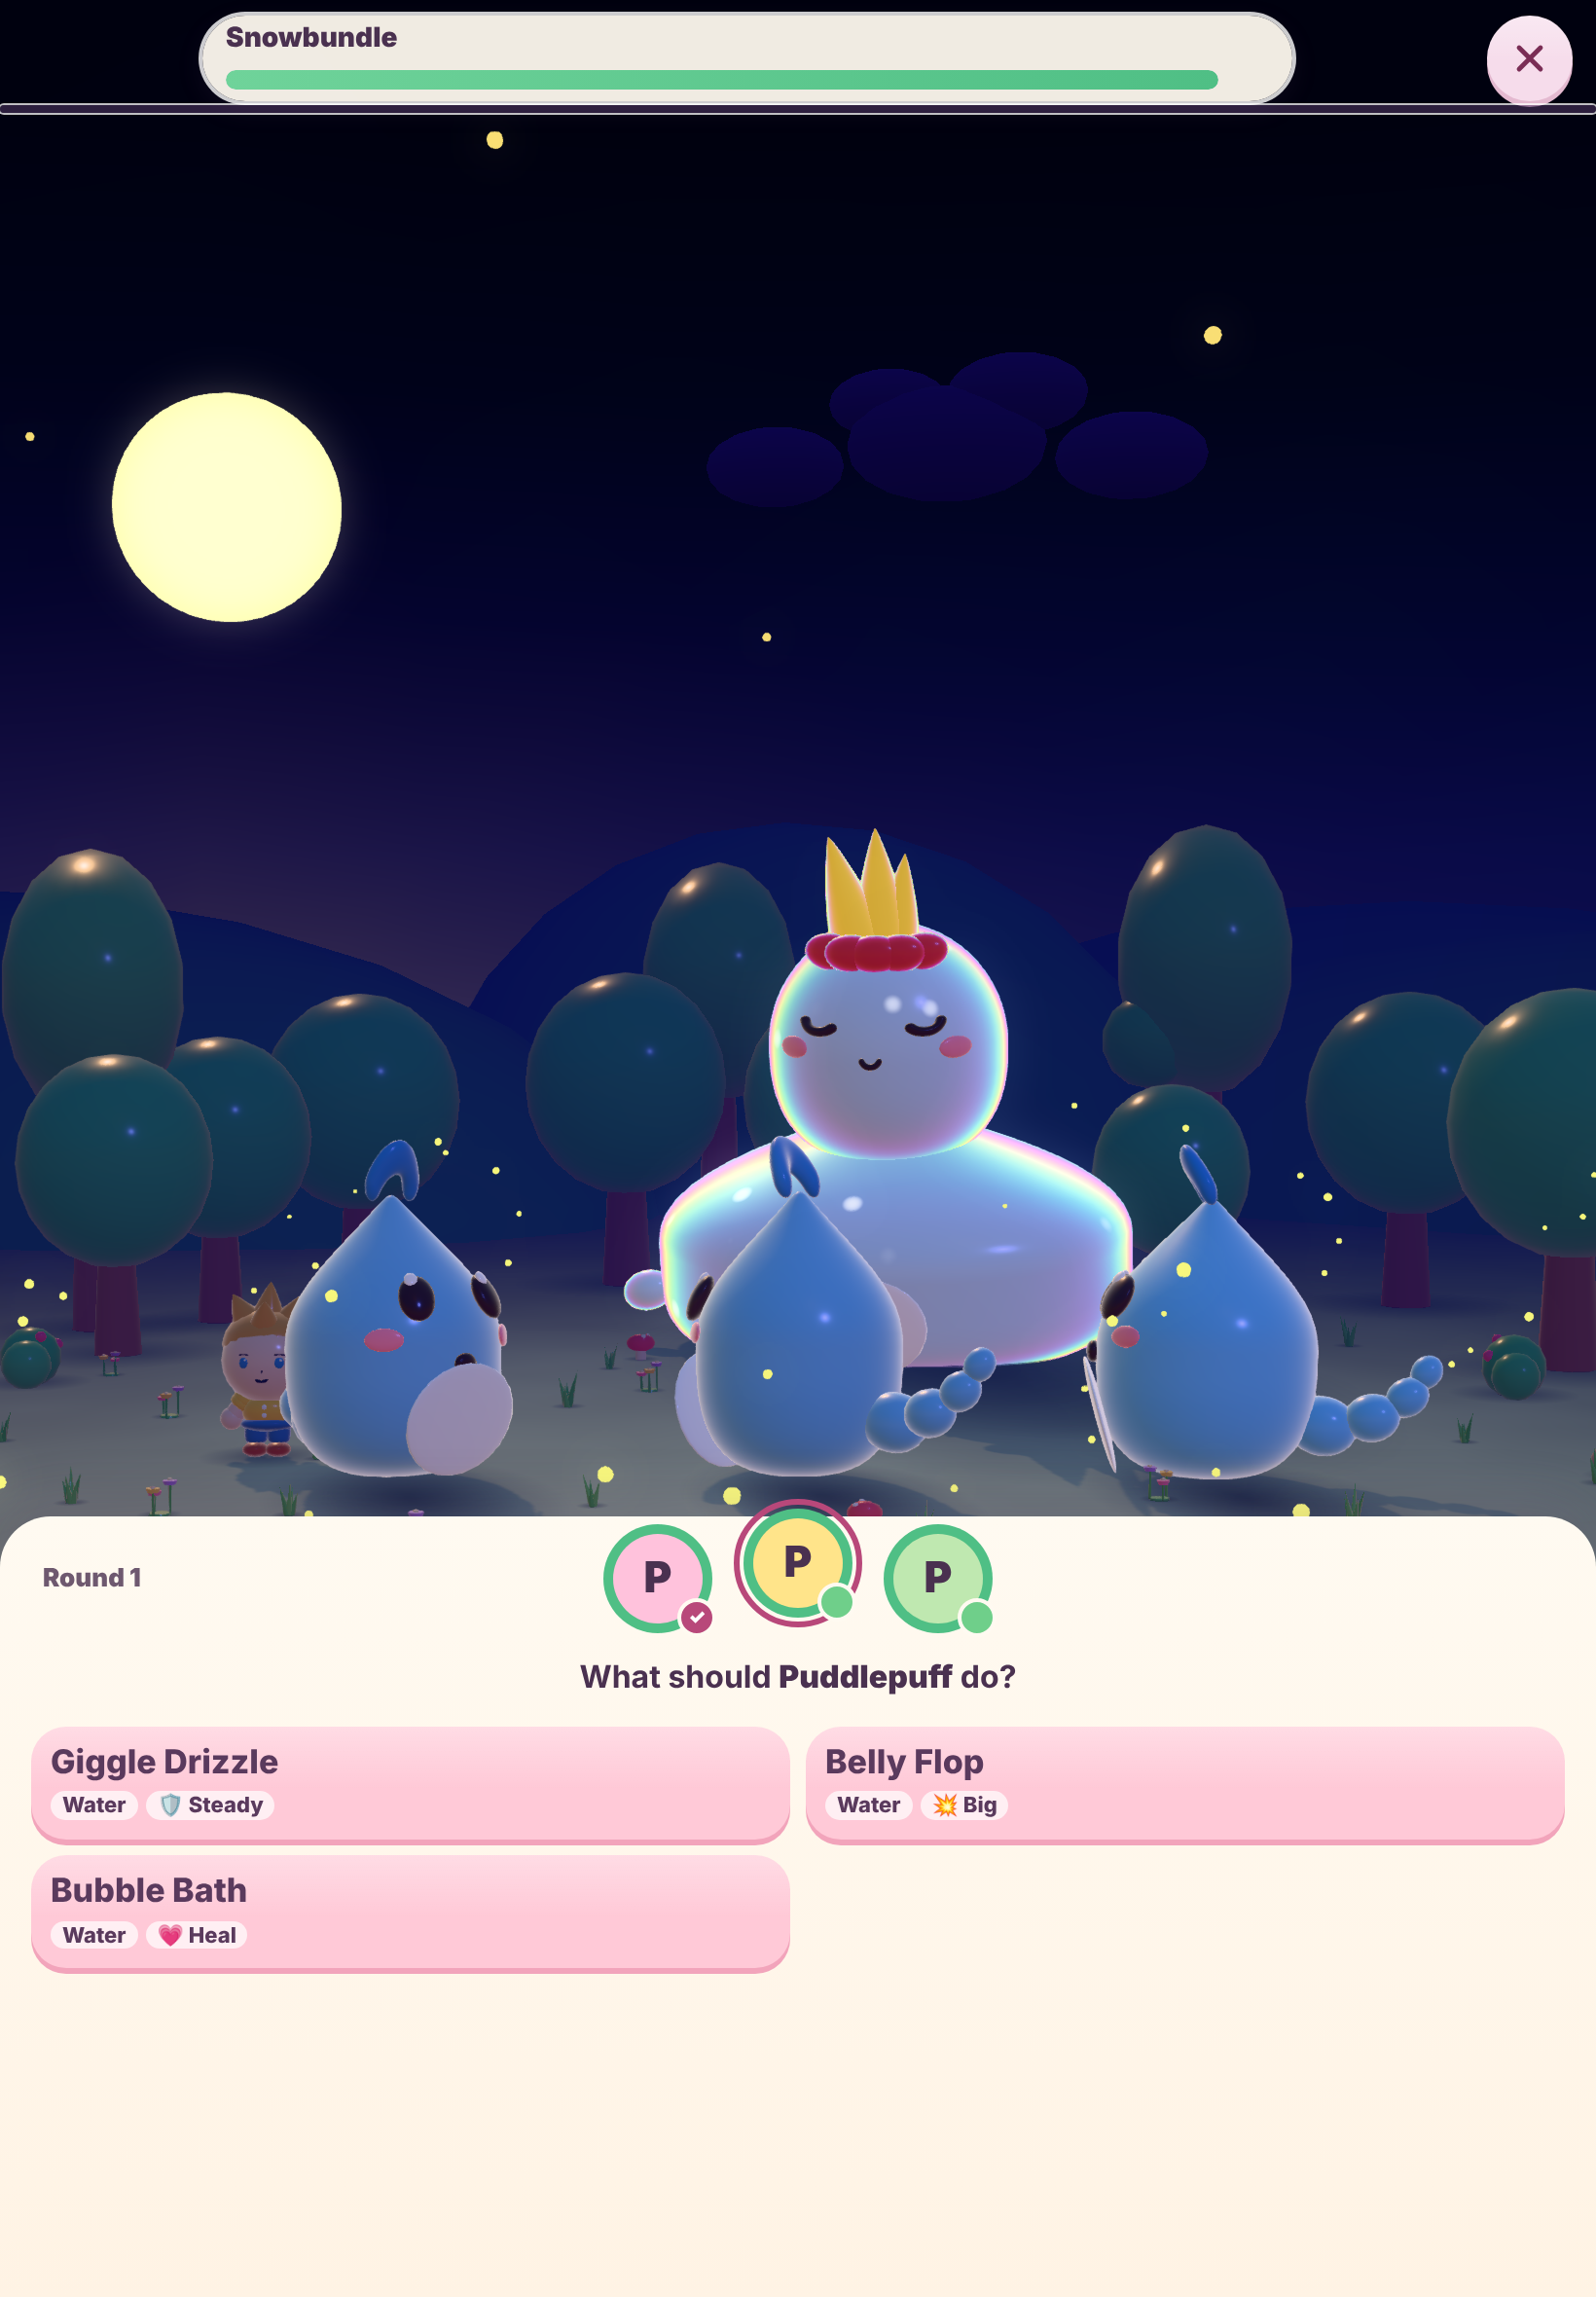 Snowbundle
Round 1
P
P
P
What should Puddlepuff do?
Giggle Drizzle
Water 🛡️ Steady
Belly Flop
Water 💥 Big
Bubble Bath
Water 💗 Heal